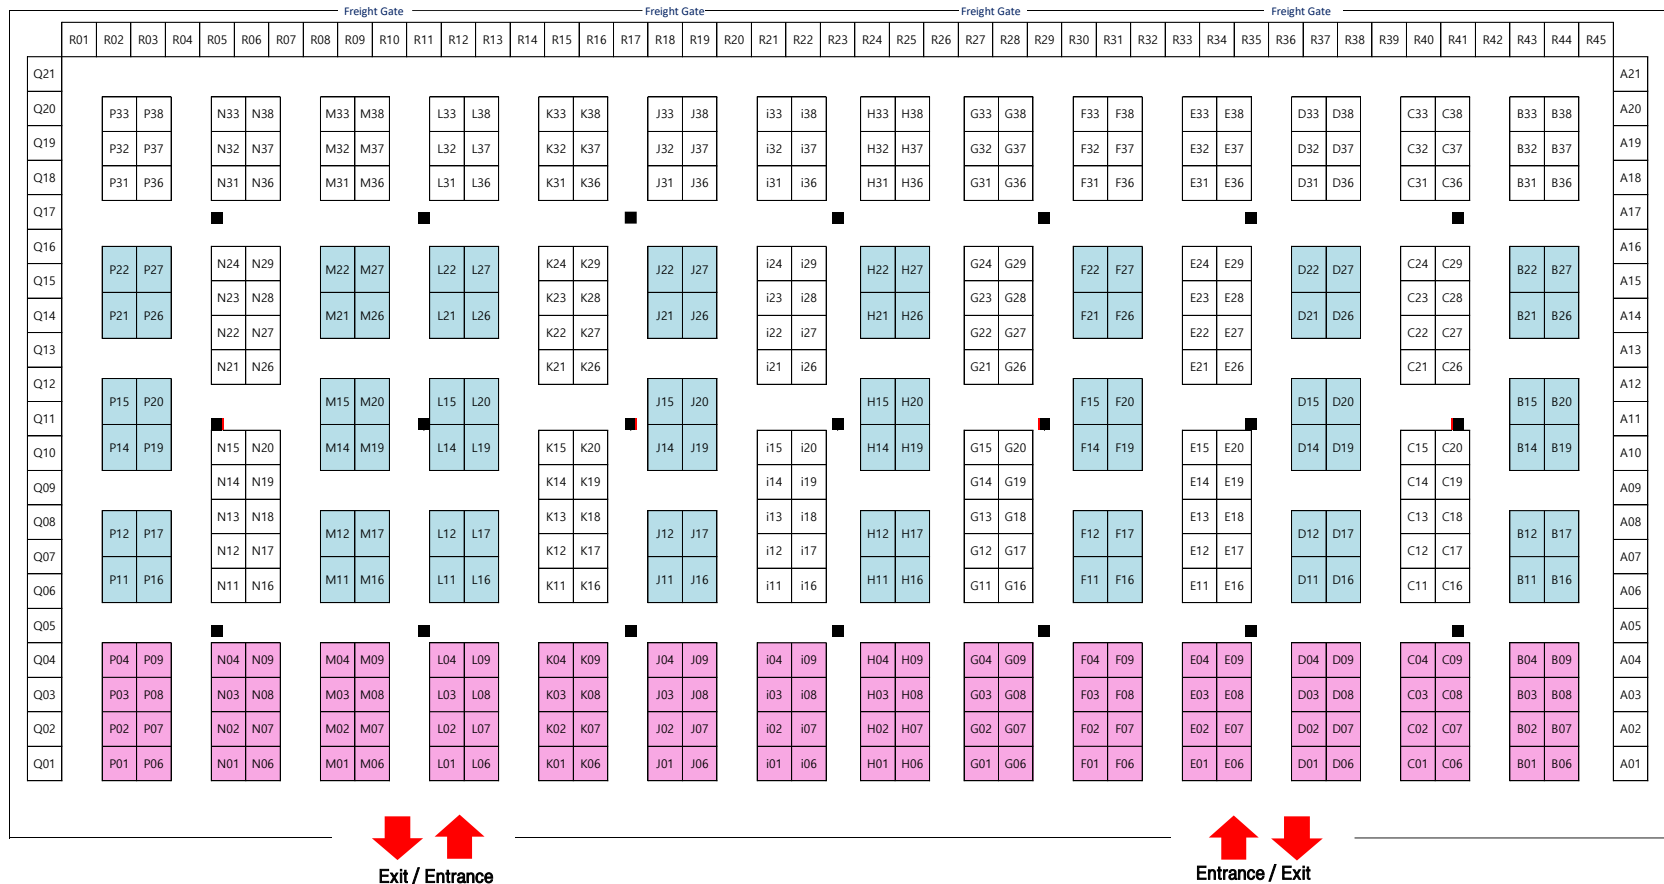 Freight Gate Freight Gate Freight Gate Freight Gate
R01 R02 R03 R04 R05 R06 R07 R08 R09 R10 R11 R12 R13 R14 R15 R16 R17 R18 R19 R20 R21 R22 R23 R24 R25 R26 R27 R28 R29 R30 R31 R32 R33 R34 R35 R36 R37 R38 R39 R40 R41 R42 R43 R44 R45
Q21 A21
Q20 P33 P38 N33 N38 M33 M38 L33 L38 K33 K38 J33 J38 i33 i38 H33 H38 G33 G38 F33 F38 E33 E38 D33 D38 C33 C38 B33 B38 A20
Q19 P32 P37 N32 N37 M32 M37 L32 L37 K32 K37 J32 J37 i32 i37 H32 H37 G32 G37 F32 F37 E32 E37 D32 D37 C32 C37 B32 B37 A19
Q18 P31 P36 N31 N36 M31 M36 L31 L36 K31 K36 J31 J36 i31 i36 H31 H36 G31 G36 F31 F36 E31 E36 D31 D36 C31 C36 B31 B36 A18
Q17 A17
Q16 A16
N24 N29 K24 K29 i24 i29 G24 G29 E24 E29 C24 C29
P22 P27 M22 M27 L22 L27 J22 J27 H22 H27 F22 F27 D22 D27 B22 B27
Q15 A15
N23 N28 K23 K28 i23 i28 G23 G28 E23 E28 C23 C28
Q14 P21 P26 M21 M26 L21 L26 J21 J26 H21 H26 F21 F26 D21 D26 B21 B26 A14
N22 N27 K22 K27 i22 i27 G22 G27 E22 E27 C22 C27
Q13 A13
N21 N26 K21 K26 i21 i26 G21 G26 E21 E26 C21 C26
Q12 A12
P15 P20 M15 M20 L15 L20 J15 J20 H15 H20 F15 F20 D15 D20 B15 B20
Q11 A11
Q10 P14 P19 N15 N20 M14 M19 L14 L19 K15 K20 J14 J19 i15 i20 H14 H19 G15 G20 F14 F19 E15 E20 D14 D19 C15 C20 B14 B19 A10
Q09 N14 N19 K14 K19 i14 i19 G14 G19 E14 E19 C14 C19 A09
Q08 N13 N18 K13 K18 i13 i18 G13 G18 E13 E18 C13 C18 A08
P12 P17 M12 M17 L12 L17 J12 J17 H12 H17 F12 F17 D12 D17 B12 B17
Q07 N12 N17 K12 K17 i12 i17 G12 G17 E12 E17 C12 C17 A07
P11 P16 M11 M16 L11 L16 J11 J16 H11 H16 F11 F16 D11 D16 B11 B16
Q06 N11 N16 K11 K16 i11 i16 G11 G16 E11 E16 C11 C16 A06
Q05 A05
Q04 P04 P09 N04 N09 M04 M09 L04 L09 K04 K09 J04 J09 i04 i09 H04 H09 G04 G09 F04 F09 E04 E09 D04 D09 C04 C09 B04 B09 A04
Q03 P03 P08 N03 N08 M03 M08 L03 L08 K03 K08 J03 J08 i03 i08 H03 H08 G03 G08 F03 F08 E03 E08 D03 D08 C03 C08 B03 B08 A03
Q02 P02 P07 N02 N07 M02 M07 L02 L07 K02 K07 J02 J07 i02 i07 H02 H07 G02 G07 F02 F07 E02 E07 D02 D07 C02 C07 B02 B07 A02
Q01 P01 P06 N01 N06 M01 M06 L01 L06 K01 K06 J01 J06 i01 i06 H01 H06 G01 G06 F01 F06 E01 E06 D01 D06 C01 C06 B01 B06 A01
Exit / Entrance Entrance / Exit